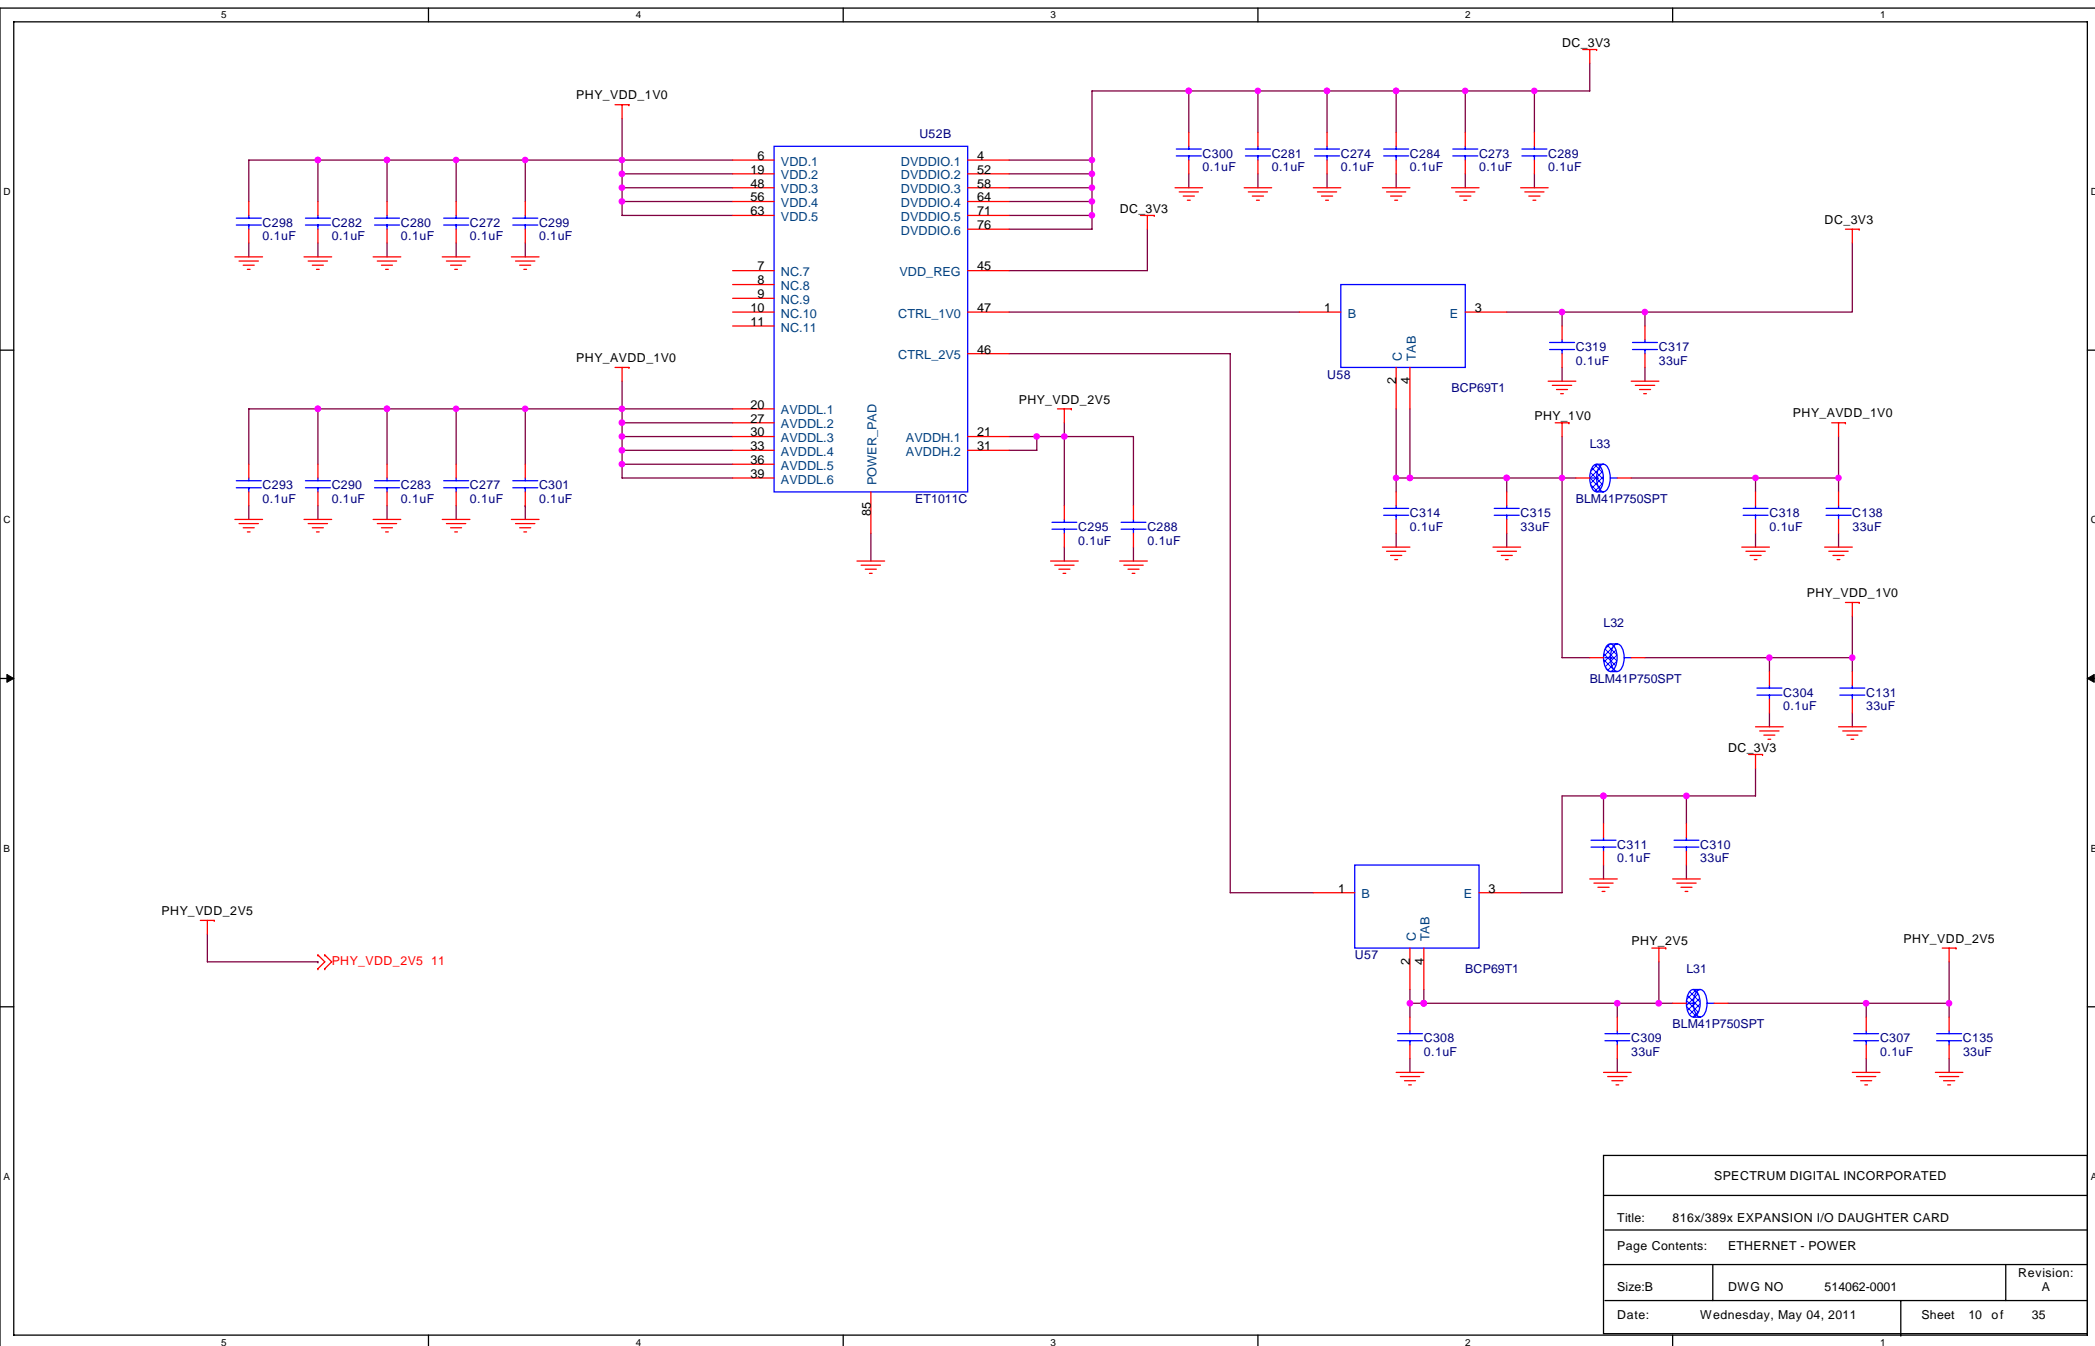 5 4 3 2 1
DC_3V3
PHY_VDD_1V0
U52B
6 VDD.1 DVDDIO.1 4
19 VDD.2 DVDDIO.2 52
48 VDD.3 DVDDIO.3 58
56 VDD.4 DVDDIO.4 64
63 VDD.5 DVDDIO.5 71
DVDDIO.6 76
C300 C281 C274 C284 C273 C289
0.1uF 0.1uF 0.1uF 0.1uF 0.1uF 0.1uF
D D
C298 C282 C280 C272 C299
0.1uF 0.1uF 0.1uF 0.1uF 0.1uF
DC_3V3
DC_3V3
7 NC.7 VDD_REG 45
8 NC.8
9 NC.9
10 NC.10 CTRL_1V0 47
11 NC.11
CTRL_2V5 46
1 B E 3
C TAB
2 4
U58
BCP69T1
C319 C317
0.1uF 33uF
PHY_AVDD_1V0
20 AVDDL.1
27 AVDDL.2
30 AVDDL.3 AVDDH.1 21
33 AVDDL.4 AVDDH.2 31
36 AVDDL.5
39 AVDDL.6
POWER_PAD
ET1011C
85
PHY_VDD_2V5
PHY_1V0
PHY_AVDD_1V0
L33
BLM41P750SPT
C293 C290 C283 C277 C301
0.1uF 0.1uF 0.1uF 0.1uF 0.1uF
C C
C295 C288
0.1uF 0.1uF
C314 C315 C318 C138
0.1uF 33uF 0.1uF 33uF
PHY_VDD_1V0
L32
BLM41P750SPT
C304 C131
0.1uF 33uF
DC_3V3
B B
C311 C310
0.1uF 33uF
1 B E 3
C TAB
2 4
U57
BCP69T1
PHY_VDD_2V5
PHY_VDD_2V5 11
PHY_2V5
PHY_VDD_2V5
L31
BLM41P750SPT
C308 C309 C307 C135
0.1uF 33uF 0.1uF 33uF
A A
SPECTRUM DIGITAL INCORPORATED
Title: 816x/389x EXPANSION I/O DAUGHTER CARD
Page Contents: ETHERNET - POWER
Size:B DWG NO 514062-0001 Revision: A
Date: Wednesday, May 04, 2011 Sheet 10 of 35
5 4 3 2 1